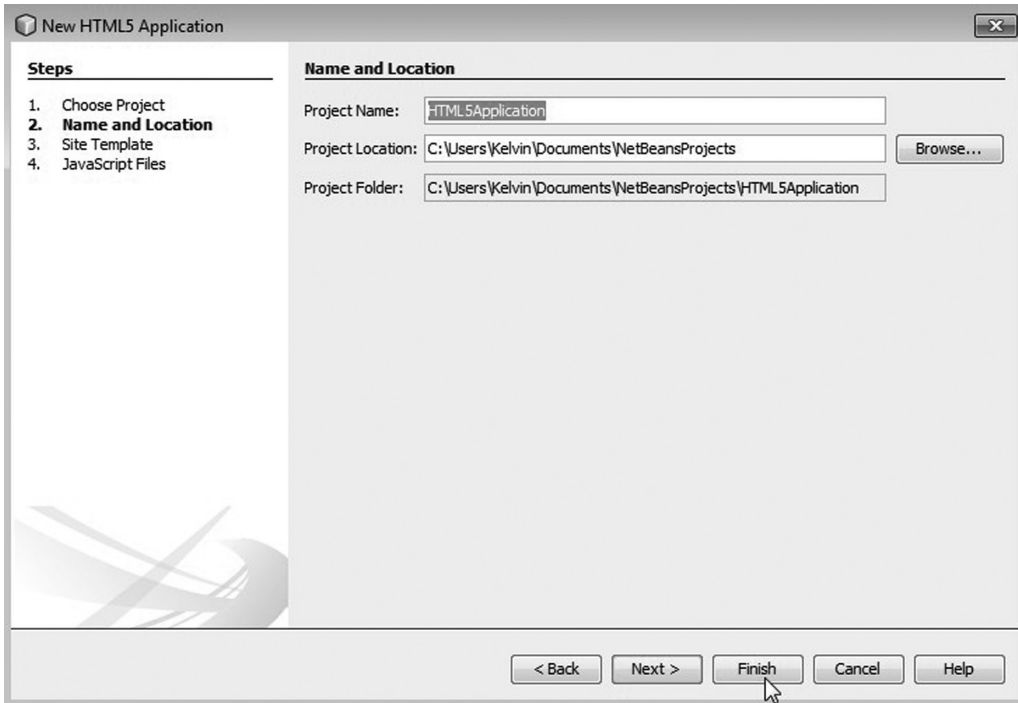 New HTML5 Application
Steps
1. Choose Project
2. Name and Location
3. Site Template
4. JavaScript Files
Name and Location
Project Name: HTML5Application
Project Location: C:\Users\Kelvin\Documents\NetBeansProjects Browse...
Project Folder: C:\Users\Kelvin\Documents\NetBeansProjects\HTML5Application
< Back Next > Finish Cancel Help